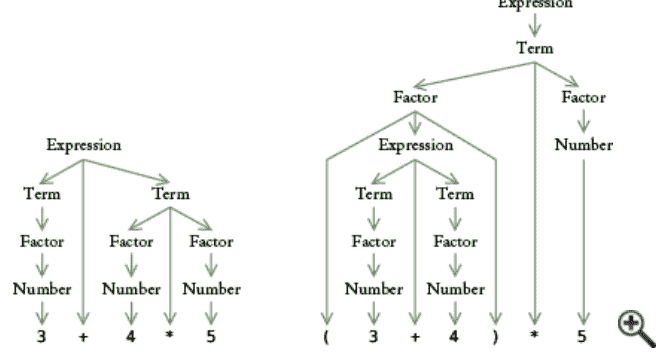 Expression
Term
Factor Factor
Expression Expression Number
Term Term Term Term
Factor Factor Factor Factor Factor
Number Number Number Number Number
3 + 4 * 5 ( 3 + 4 ) * 5